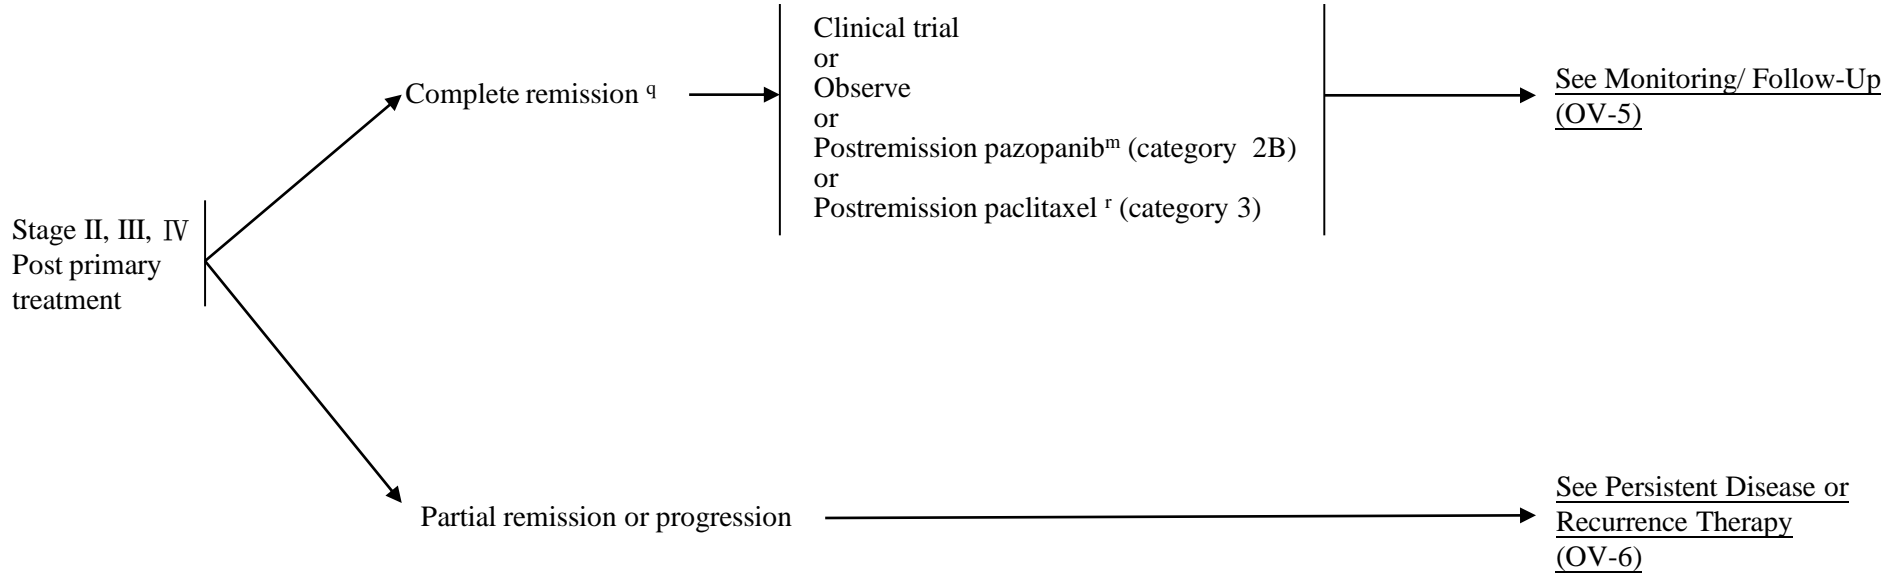 Stage II, III, Ⅳ
Post primary
treatment
Complete remission q
Clinical trial
or
Observe
or
Postremission pazopanibm (category 2B)
or
Postremission paclitaxel r (category 3)
See Monitoring/ Follow-Up
(OV-5)
Partial remission or progression
See Persistent Disease or
Recurrence Therapy
(OV-6)